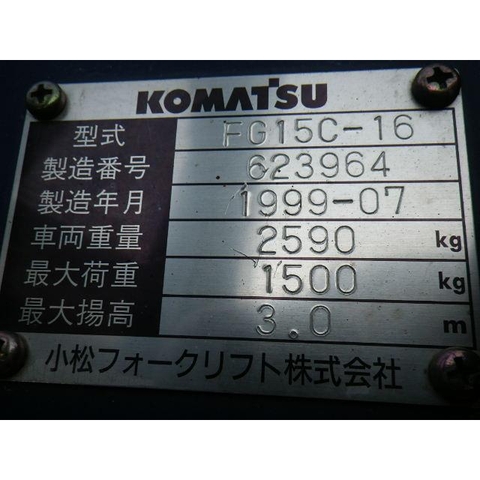 KOMATSU
型式 FG15C-16
製造番号 623964
製造年月 1999-07
車両重量 2590 kg
最大荷重 1500 kg
最大揚高 3.0 m
小松フォークリフト株式会社